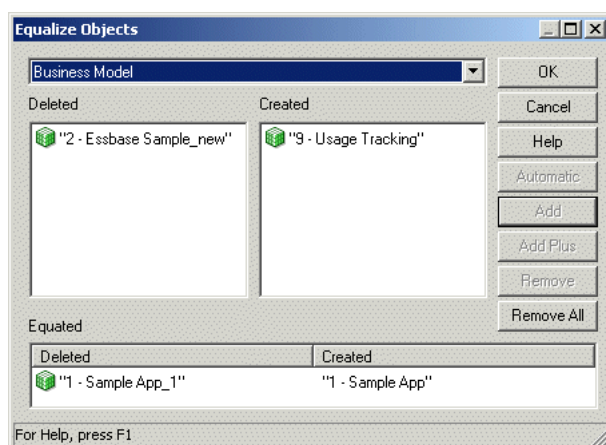 Equalize Objects
Business Model
OK
Deleted
Created
Cancel
"2 - Essbase Sample_new"
"9 - Usage Tracking"
Help
Automatic
Add
Add Plus
Remove
Remove All
Equated
Deleted
Created
"1 - Sample App_1"
"1 - Sample App"
For Help, press F1